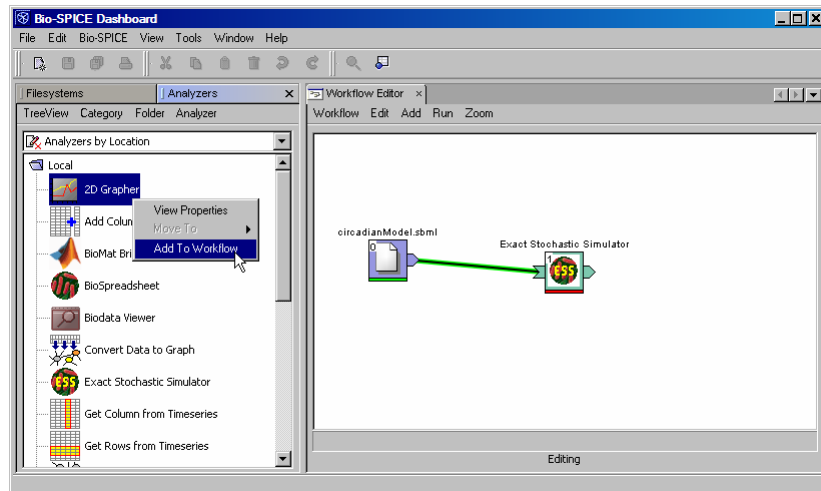 Bio-SPICE Dashboard
File Edit Bio-SPICE View Tools Window Help
Filesystems
Analyzers
TreeView Category Folder Analyzer
Analyzers by Location
Local
2D Grapher
Add Colun
BioMat Bri
BioSpreadsheet
Biodata Viewer
Convert Data to Graph
Exact Stochastic Simulator
Get Column from Timeseries
Get Rows from Timeseries
View Properties
Move To
Add To Workflow
Workflow Editor
Workflow Edit Add Run Zoom
circadianModel.sbml
0
Exact Stochastic Simulator
1
ESS
Editing